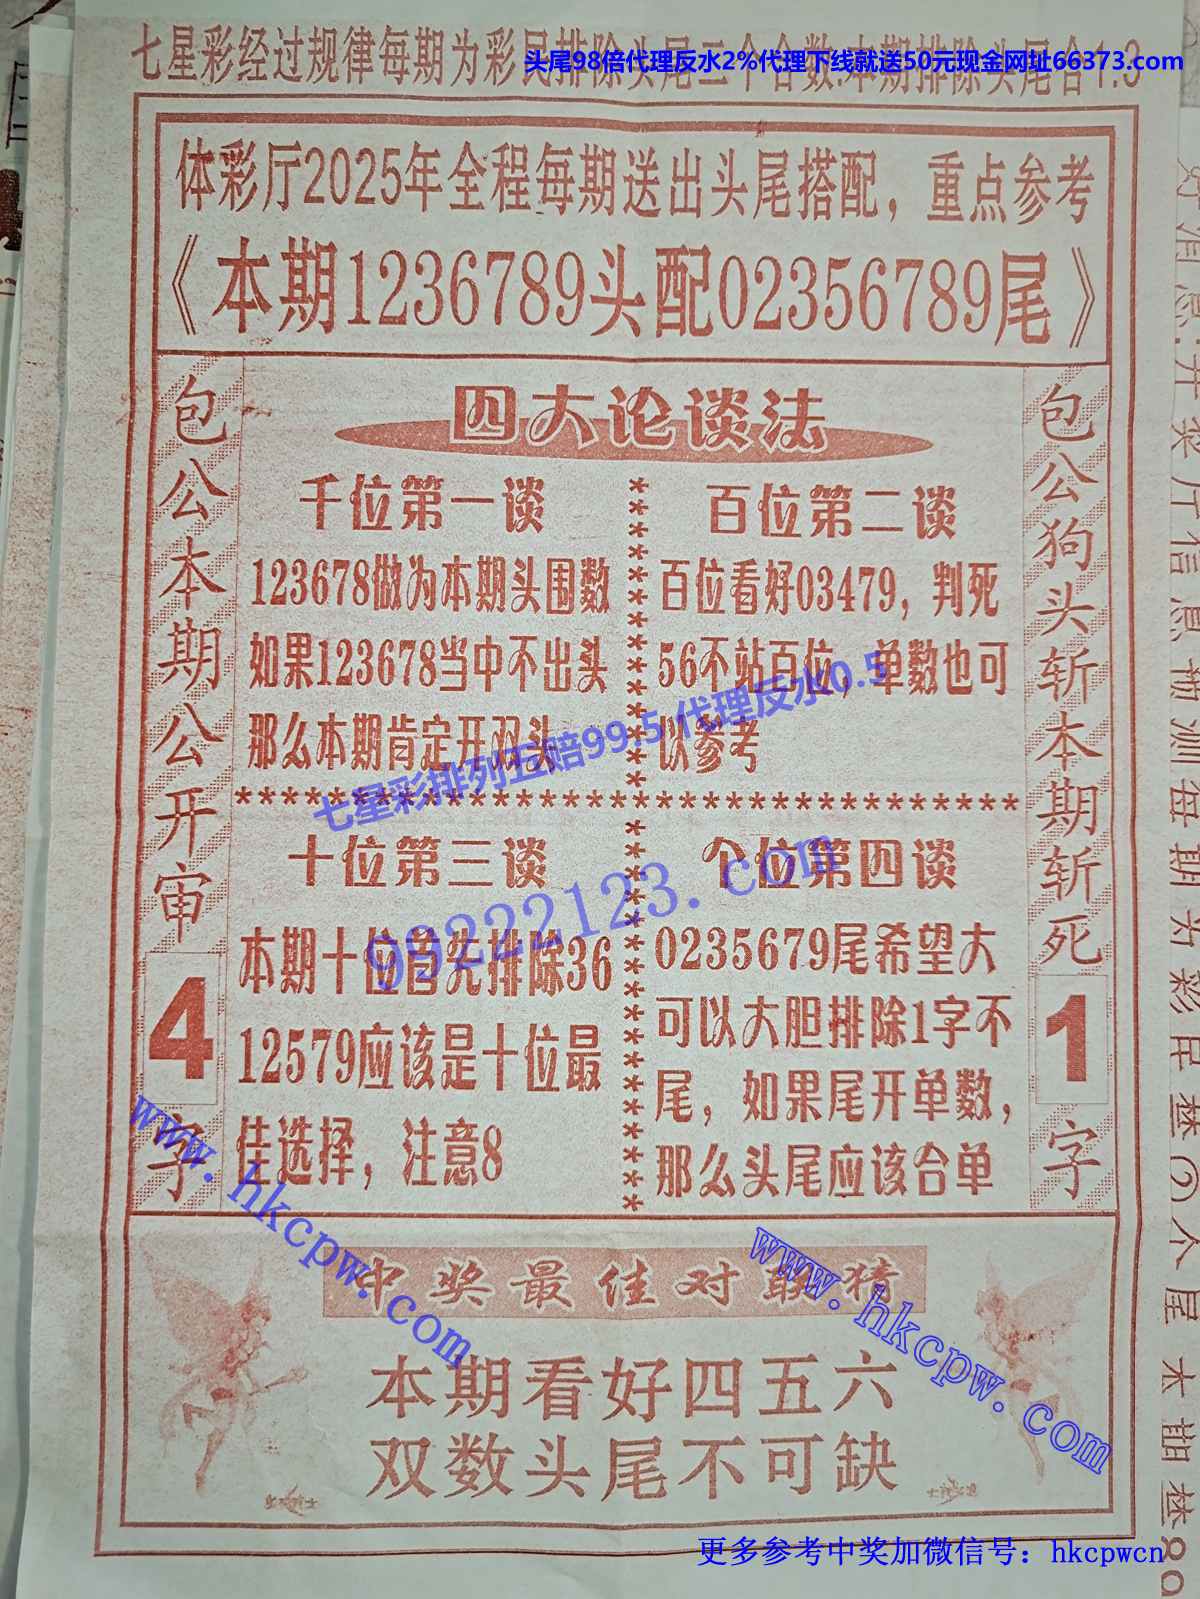 七星彩经过规律每期为彩民排除头尾二个合数:本期排除头尾合1.3
头尾98倍代理反水2%代理下线就送50元现金网址66373.com
体彩厅2025年全程每期送出头尾搭配，重点参考
《本期1236789头配02356789尾》
包公本期公开审4字
四大论谈法
千位第一谈
123678做为本期头围数
如果123678当中不出头
那么本期肯定开双头
百位第二谈
百位看好03479，判死
56不站百位，单数也可
以参考
七星彩排列五赔99.5代理反水0.5
99222123.com
十位第三谈
本期十位首先排除36
12579应该是十位最
佳选择，注意8
个位第四谈
0235679尾希望大
可以大胆排除1字不
尾，如果尾开单数，
那么头尾应该合单
包公狗头斩本期斩死1字
www.hkcpw.com
www.hkcpw.com
中奖最佳对联猜
本期看好四五六
双数头尾不可缺
更多参考中奖加微信号：hkcpwcn